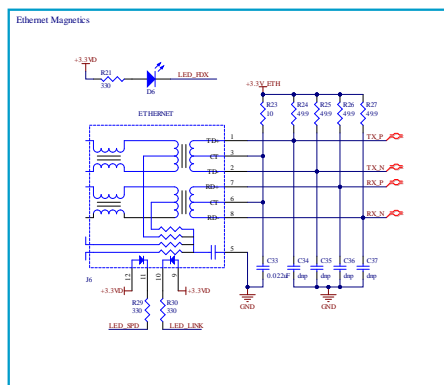 Ethernet Magnetics
+3.3VD
R21
330
D6
LED_FDX
+3.3V_ETH
R23
10
R24
49.9
R25
49.9
R26
49.9
R27
49.9
ETHERNET
TD+
1
TX_P
CT
3
TD-
2
TX_N
RD+
7
RX_P
CT
6
RD-
8
RX_N
5
C33
0.022uF
C34
dnp
C35
dnp
C36
dnp
C37
dnp
12
11
10
9
J6
+3.3VD
+3.3VD
R29
330
R30
330
GND
GND
LED_SPD
LED_LINK